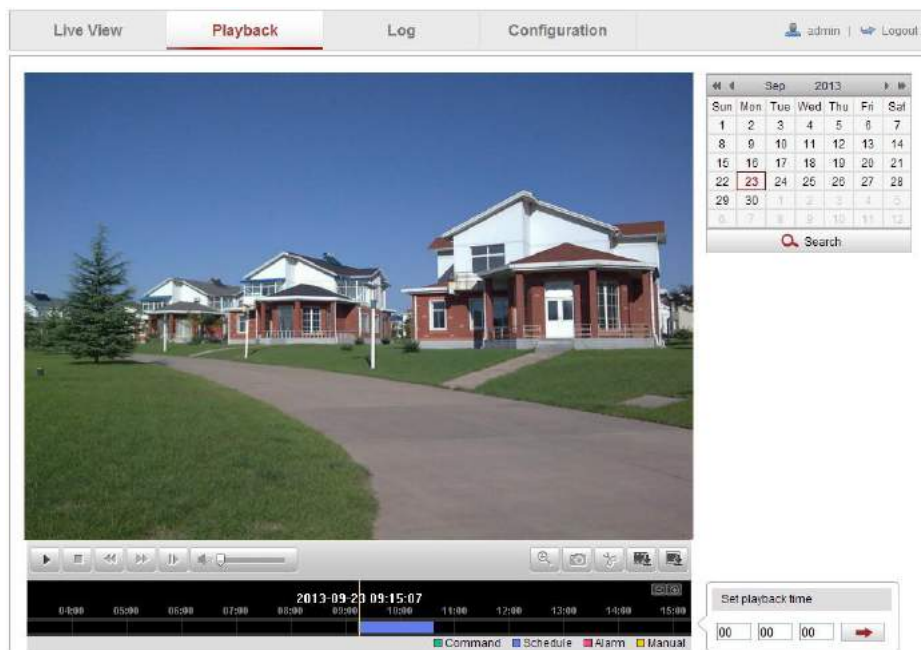 Live View Playback Log Configuration admin | Logout
Sep 2013
Sun Mon Tue Wed Thu Fri Sat
1 2 3 4 5 6 7
8 9 10 11 12 13 14
15 16 17 18 19 20 21
22 23 24 25 26 27 28
29 30 1 2 3 4 5
6 7 8 9 10 11 12
Search
2013-09-23 09:15:07
04:00 05:00 06:00 07:00 08:00 09:00 10:00 11:00 12:00 13:00 14:00 15:00
Command Schedule Alarm Manual
Set playback time
00 00 00